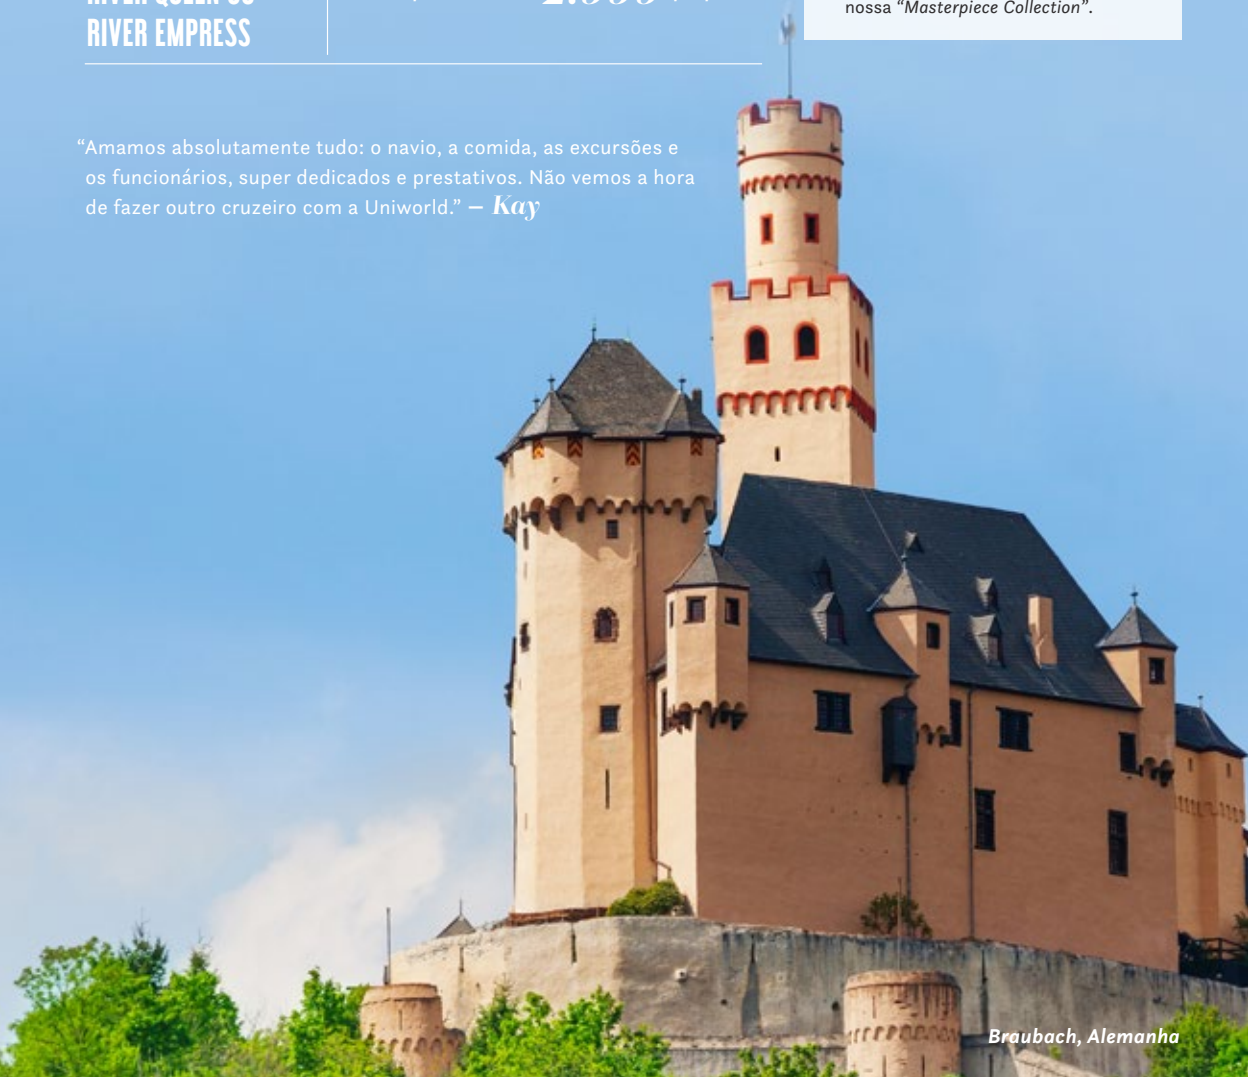 RIVER EMPRESS
nossa “Masterpiece Collection”.
“Amamos absolutamente tudo: o navio, a comida, as excursões e
os funcionários, super dedicados e prestativos. Não vemos a hora
de fazer outro cruzeiro com a Uniworld.” – Kay
Braubach, Alemanha